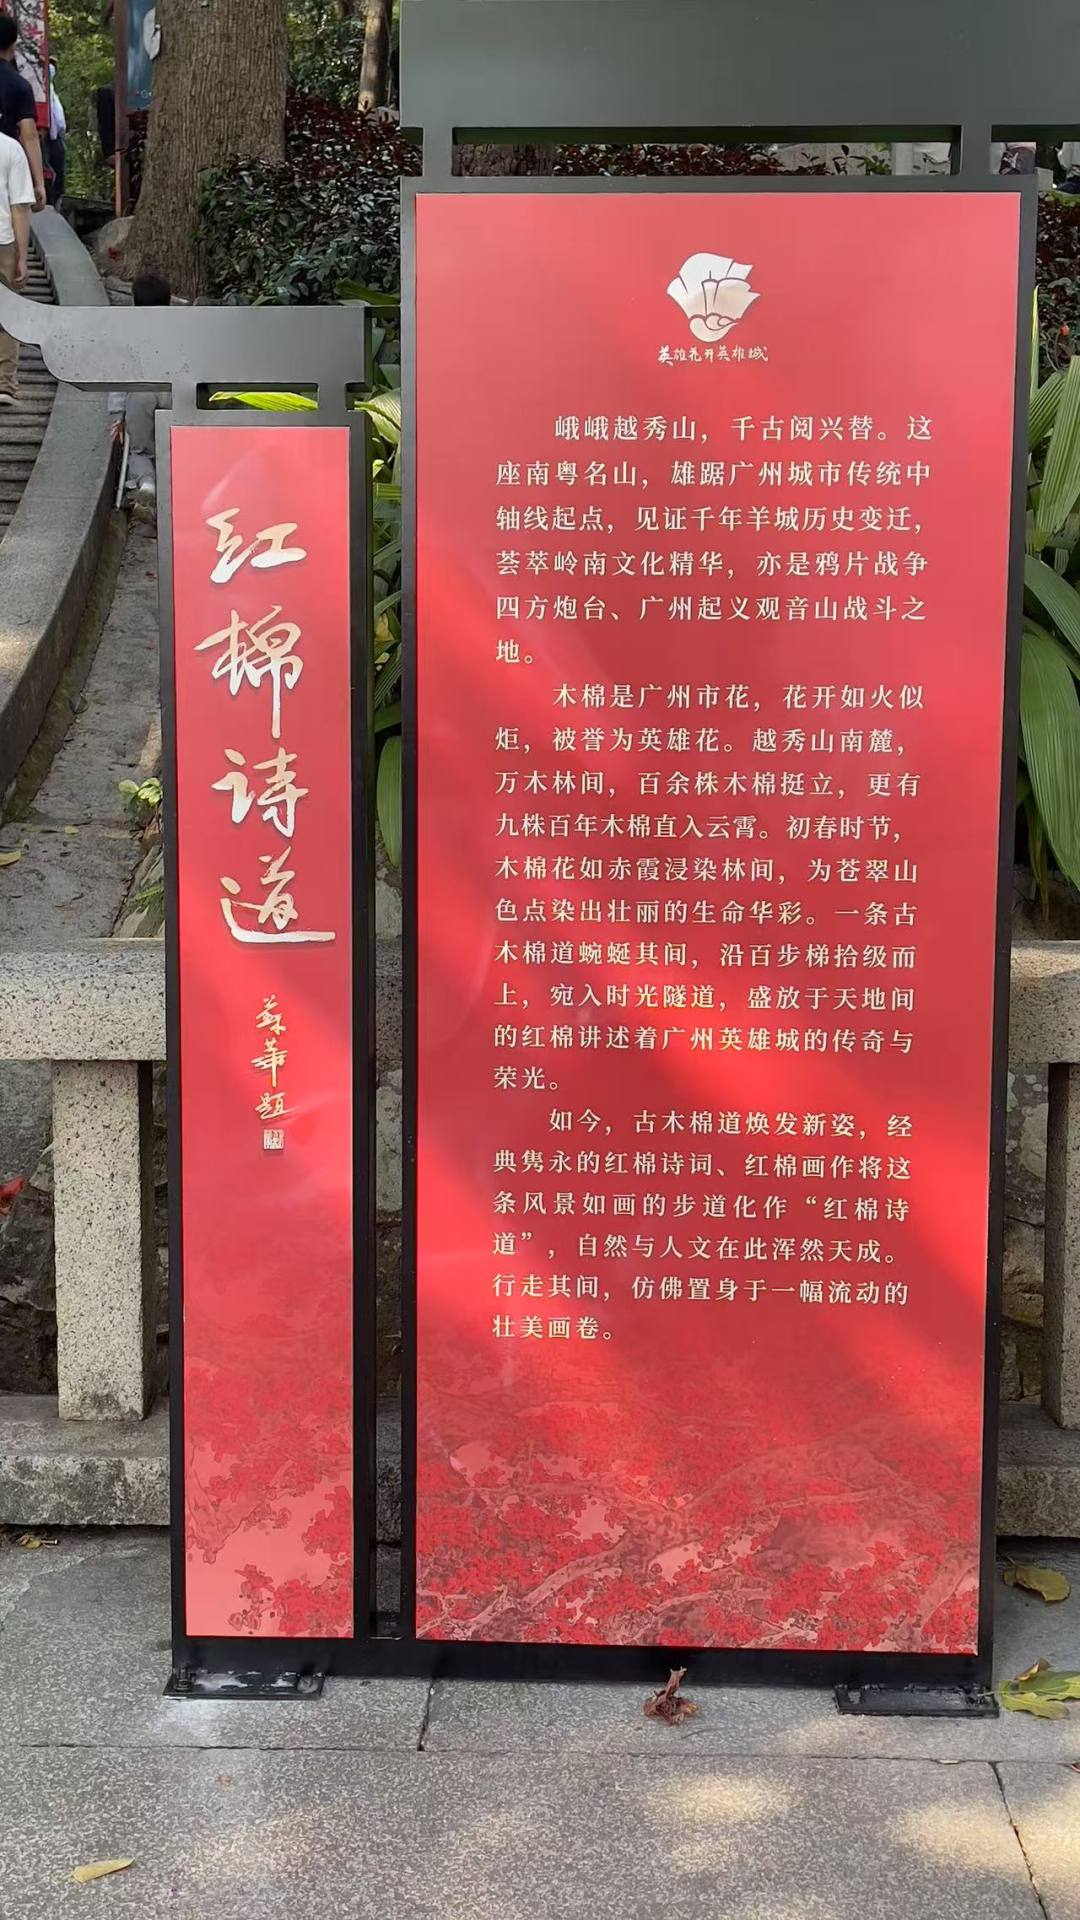 红棉诗道
苏华题
英雄花开英雄城
峨峨越秀山，千古阅兴替。这
座南粤名山，雄踞广州城市传统中
轴线起点，见证千年羊城历史变迁，
荟萃岭南文化精华，亦是鸦片战争
四方炮台、广州起义观音山战斗之
地。
木棉是广州市花，花开如火似
炬，被誉为英雄花。越秀山南麓，
万木林间，百余株木棉挺立，更有
九株百年木棉直入云霄。初春时节，
木棉花如赤霞浸染林间，为苍翠山
色点染出壮丽的生命华彩。一条古
木棉道蜿蜒其间，沿百步梯拾级而
上，宛入时光隧道，盛放于天地间
的红棉讲述着广州英雄城的传奇与
荣光。
如今，古木棉道焕发新姿，经
典隽永的红棉诗词、红棉画作将这
条风景如画的步道化作“红棉诗
道”，自然与人文在此浑然天成。
行走其间，仿佛置身于一幅流动的
壮美画卷。